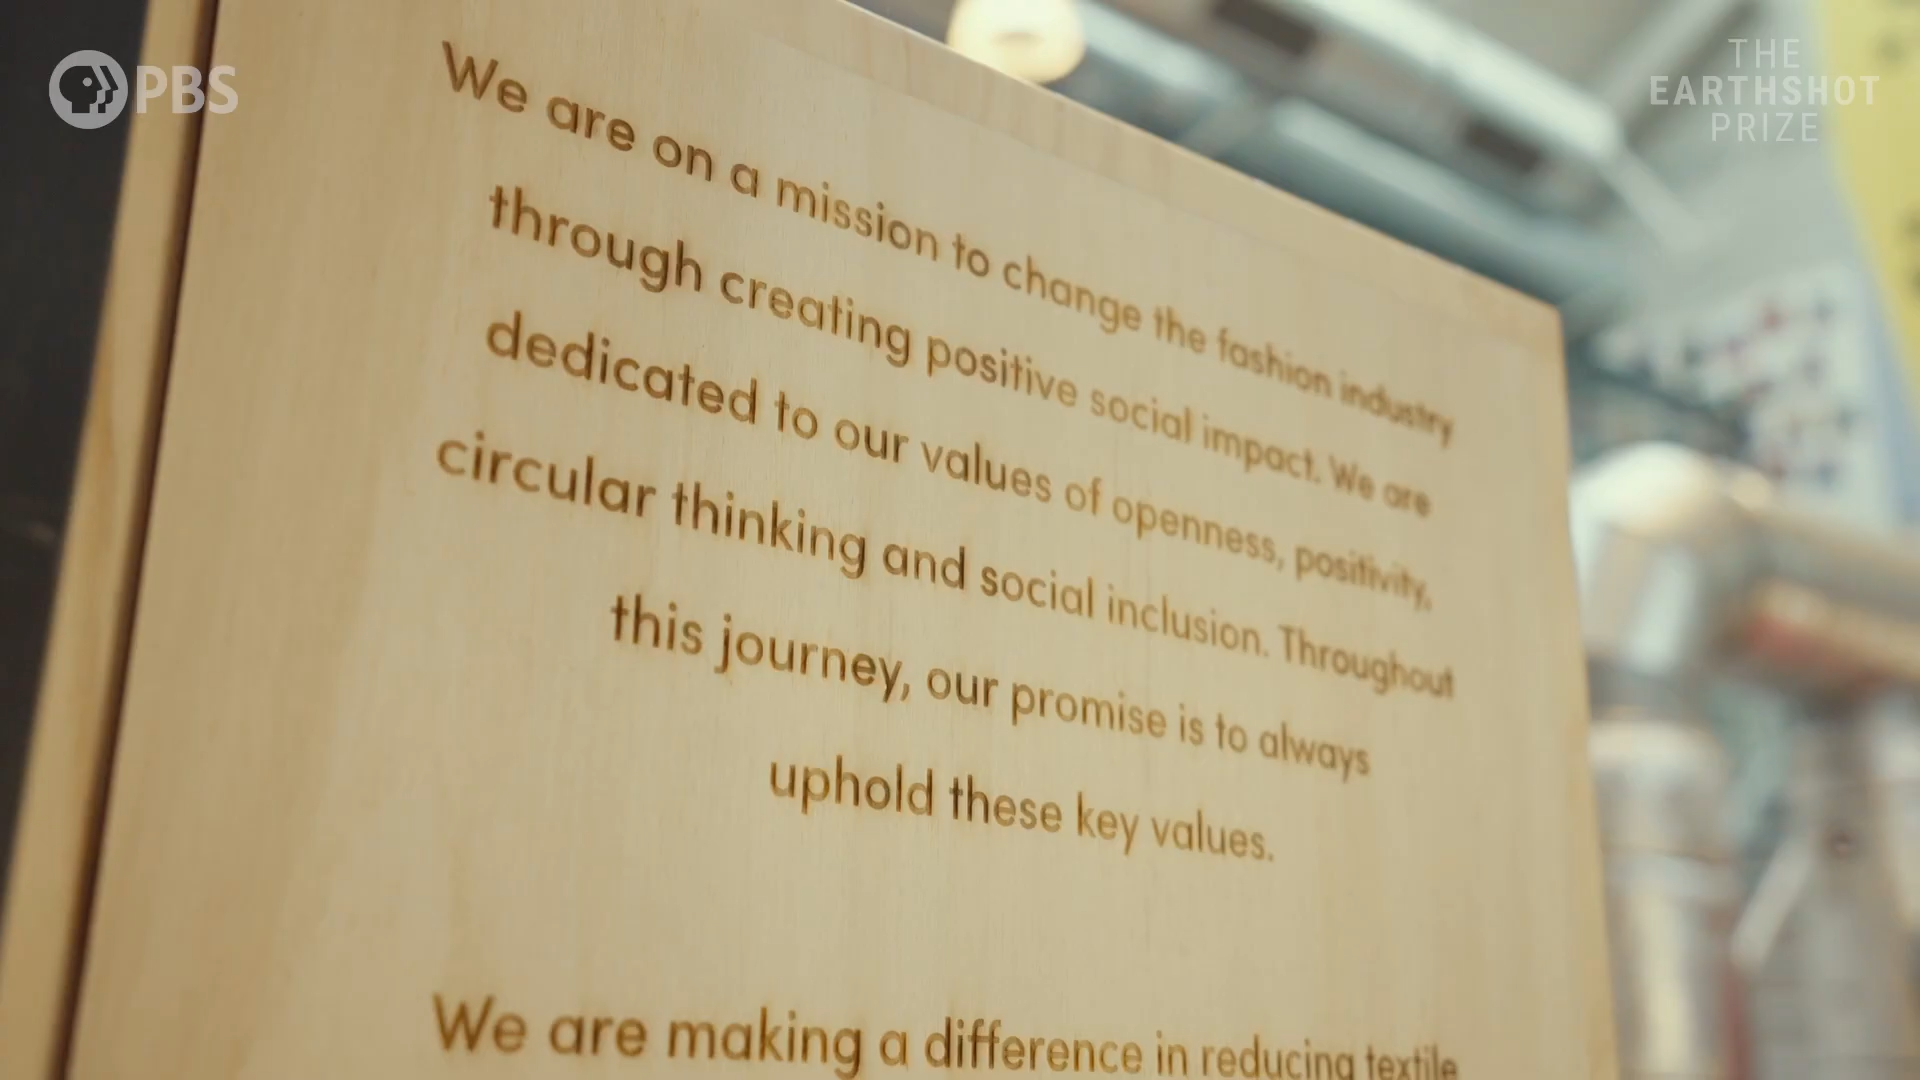 PBS
THE
EARTHSHOT
PRIZE
We are on a mission to change the fashion industry
through creating positive social impact. We are
dedicated to our values of openness, positivity,
circular thinking and social inclusion. Throughout
this journey, our promise is to always
uphold these key values.
We are making a difference in reducing textile